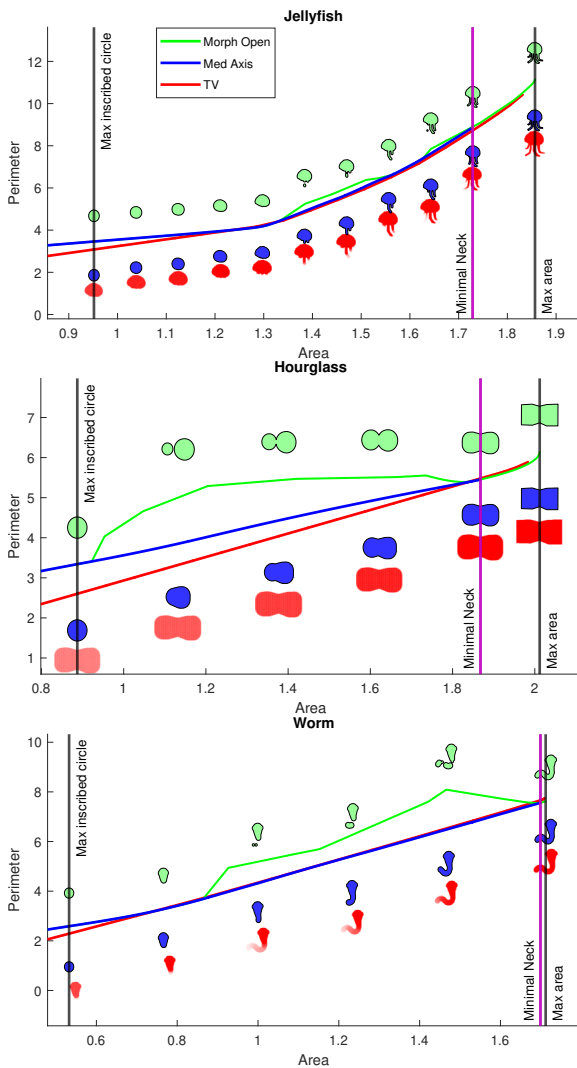 Jellyfish
Morph Open
Med Axis
TV
Max inscribed circle
Minimal Neck
Max area
Perimeter
12
10
8
6
4
2
0
0.9 1 1.1 1.2 1.3 1.4 1.5 1.6 1.7 1.8 1.9
Area
Hourglass
Max inscribed circle
Minimal Neck
Max area
Perimeter
7
6
5
4
3
2
1
0.8 1 1.2 1.4 1.6 1.8 2
Area
Worm
Max inscribed circle
Minimal Neck
Max area
Perimeter
10
8
6
4
2
0
0.6 0.8 1 1.2 1.4 1.6
Area